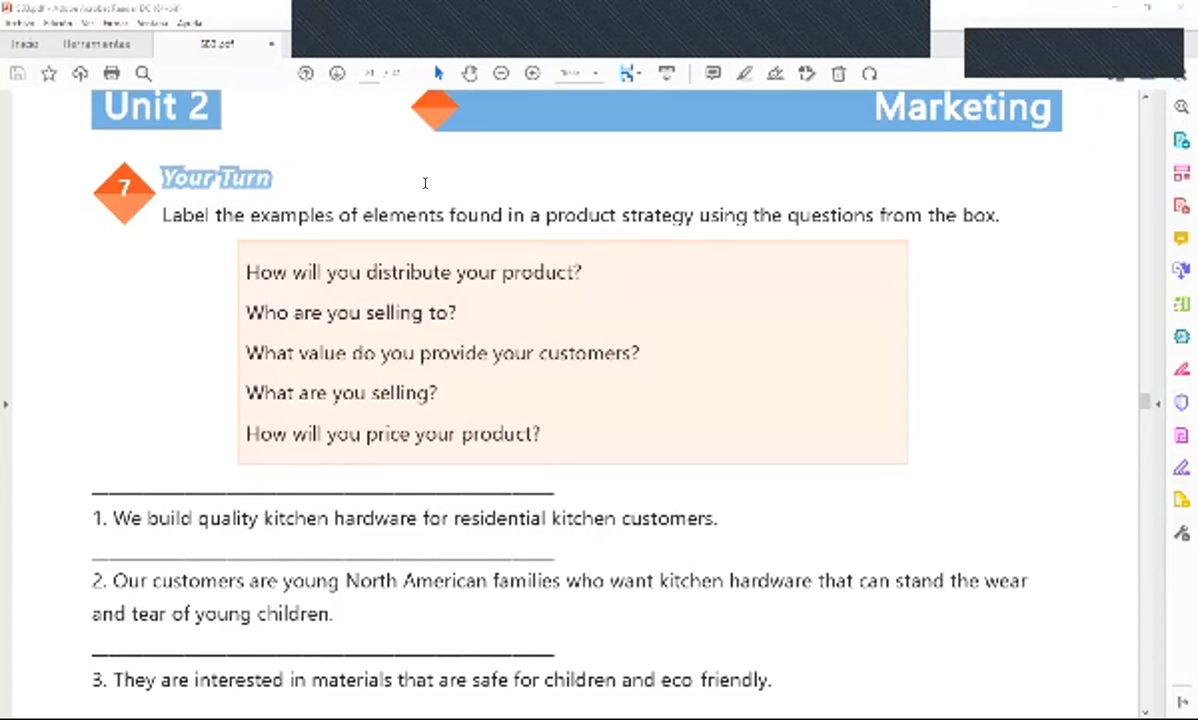 Inicio Herramientas
Unit 2 Marketing
7 Your Turn
Label the examples of elements found in a product strategy using the questions from the box.
How will you distribute your product?
Who are you selling to?
What value do you provide your customers?
What are you selling?
How will you price your product?
1. We build quality kitchen hardware for residential kitchen customers.
2. Our customers are young North American families who want kitchen hardware that can stand the wear
and tear of young children.
3. They are interested in materials that are safe for children and eco friendly.